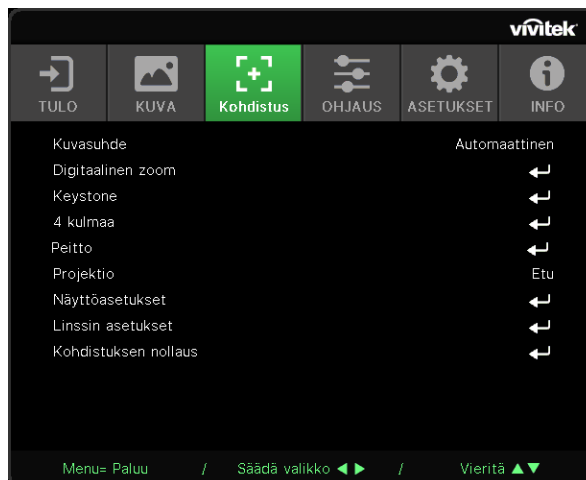 vivitek
TULO KUVA Kohdistus OHJAUS ASETUKSET INFO
Kuvasuhde Automaattinen
Digitaalinen zoom
Keystone
4 kulmaa
Peitto
Projektio Etu
Näyttöasetukset
Linssin asetukset
Kohdistuksen nollaus
Menu= Paluu / Säädä valikko ◀ ▶ / Vieritä ▲▼